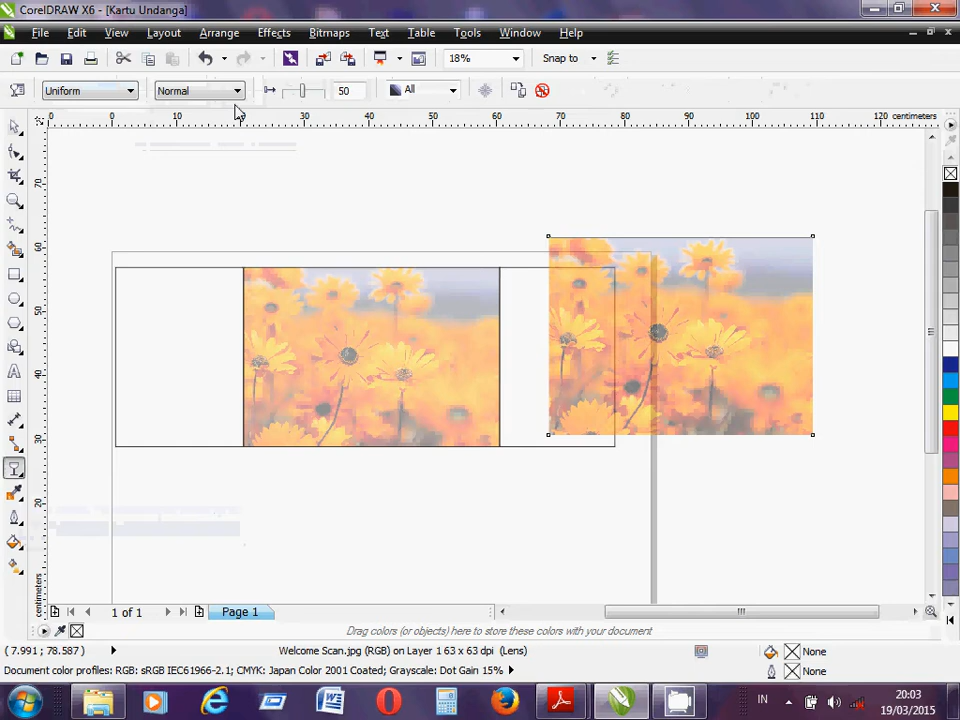 CorelDRAW X6 - [Kartu Undanga]
File Edit View Layout Arrange Effects Bitmaps Text Table Tools Window Help
18% Snap to
Uniform Normal 50 All
0 0 10 20 30 40 50 60 70 80 90 100 110 120 centimeters
70
60
50
40
30
20
centimeters
1 of 1 Page 1
Drag colors (or objects) here to store these colors with your document
( 7.991; 78.587 ) Welcome Scan.jpg (RGB) on Layer 1 63 x 63 dpi (Lens) None
Document color profiles: RGB: sRGB IEC61966-2.1; CMYK: Japan Color 2001 Coated; Grayscale: Dot Gain 15% None
IN 20:03
19/03/2015